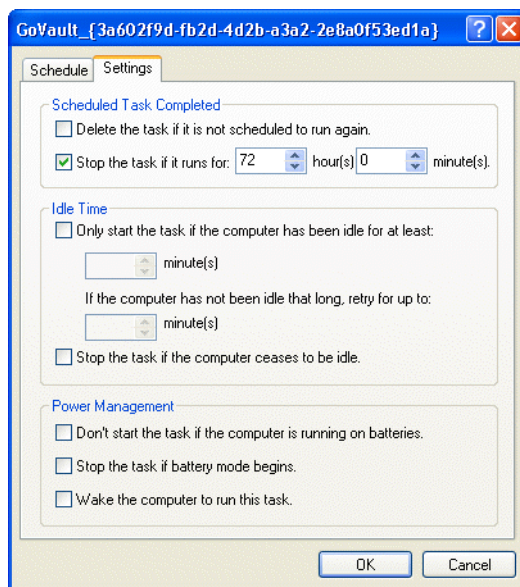 GoVault_{3a602f9d-fb2d-4d2b-a3a2-2e8a0f53ed1a}
Schedule Settings
Scheduled Task Completed
Delete the task if it is not scheduled to run again.
Stop the task if it runs for: 72 hour(s) 0 minute(s).
Idle Time
Only start the task if the computer has been idle for at least:
minute(s)
If the computer has not been idle that long, retry for up to:
minute(s)
Stop the task if the computer ceases to be idle.
Power Management
Don't start the task if the computer is running on batteries.
Stop the task if battery mode begins.
Wake the computer to run this task.
OK Cancel